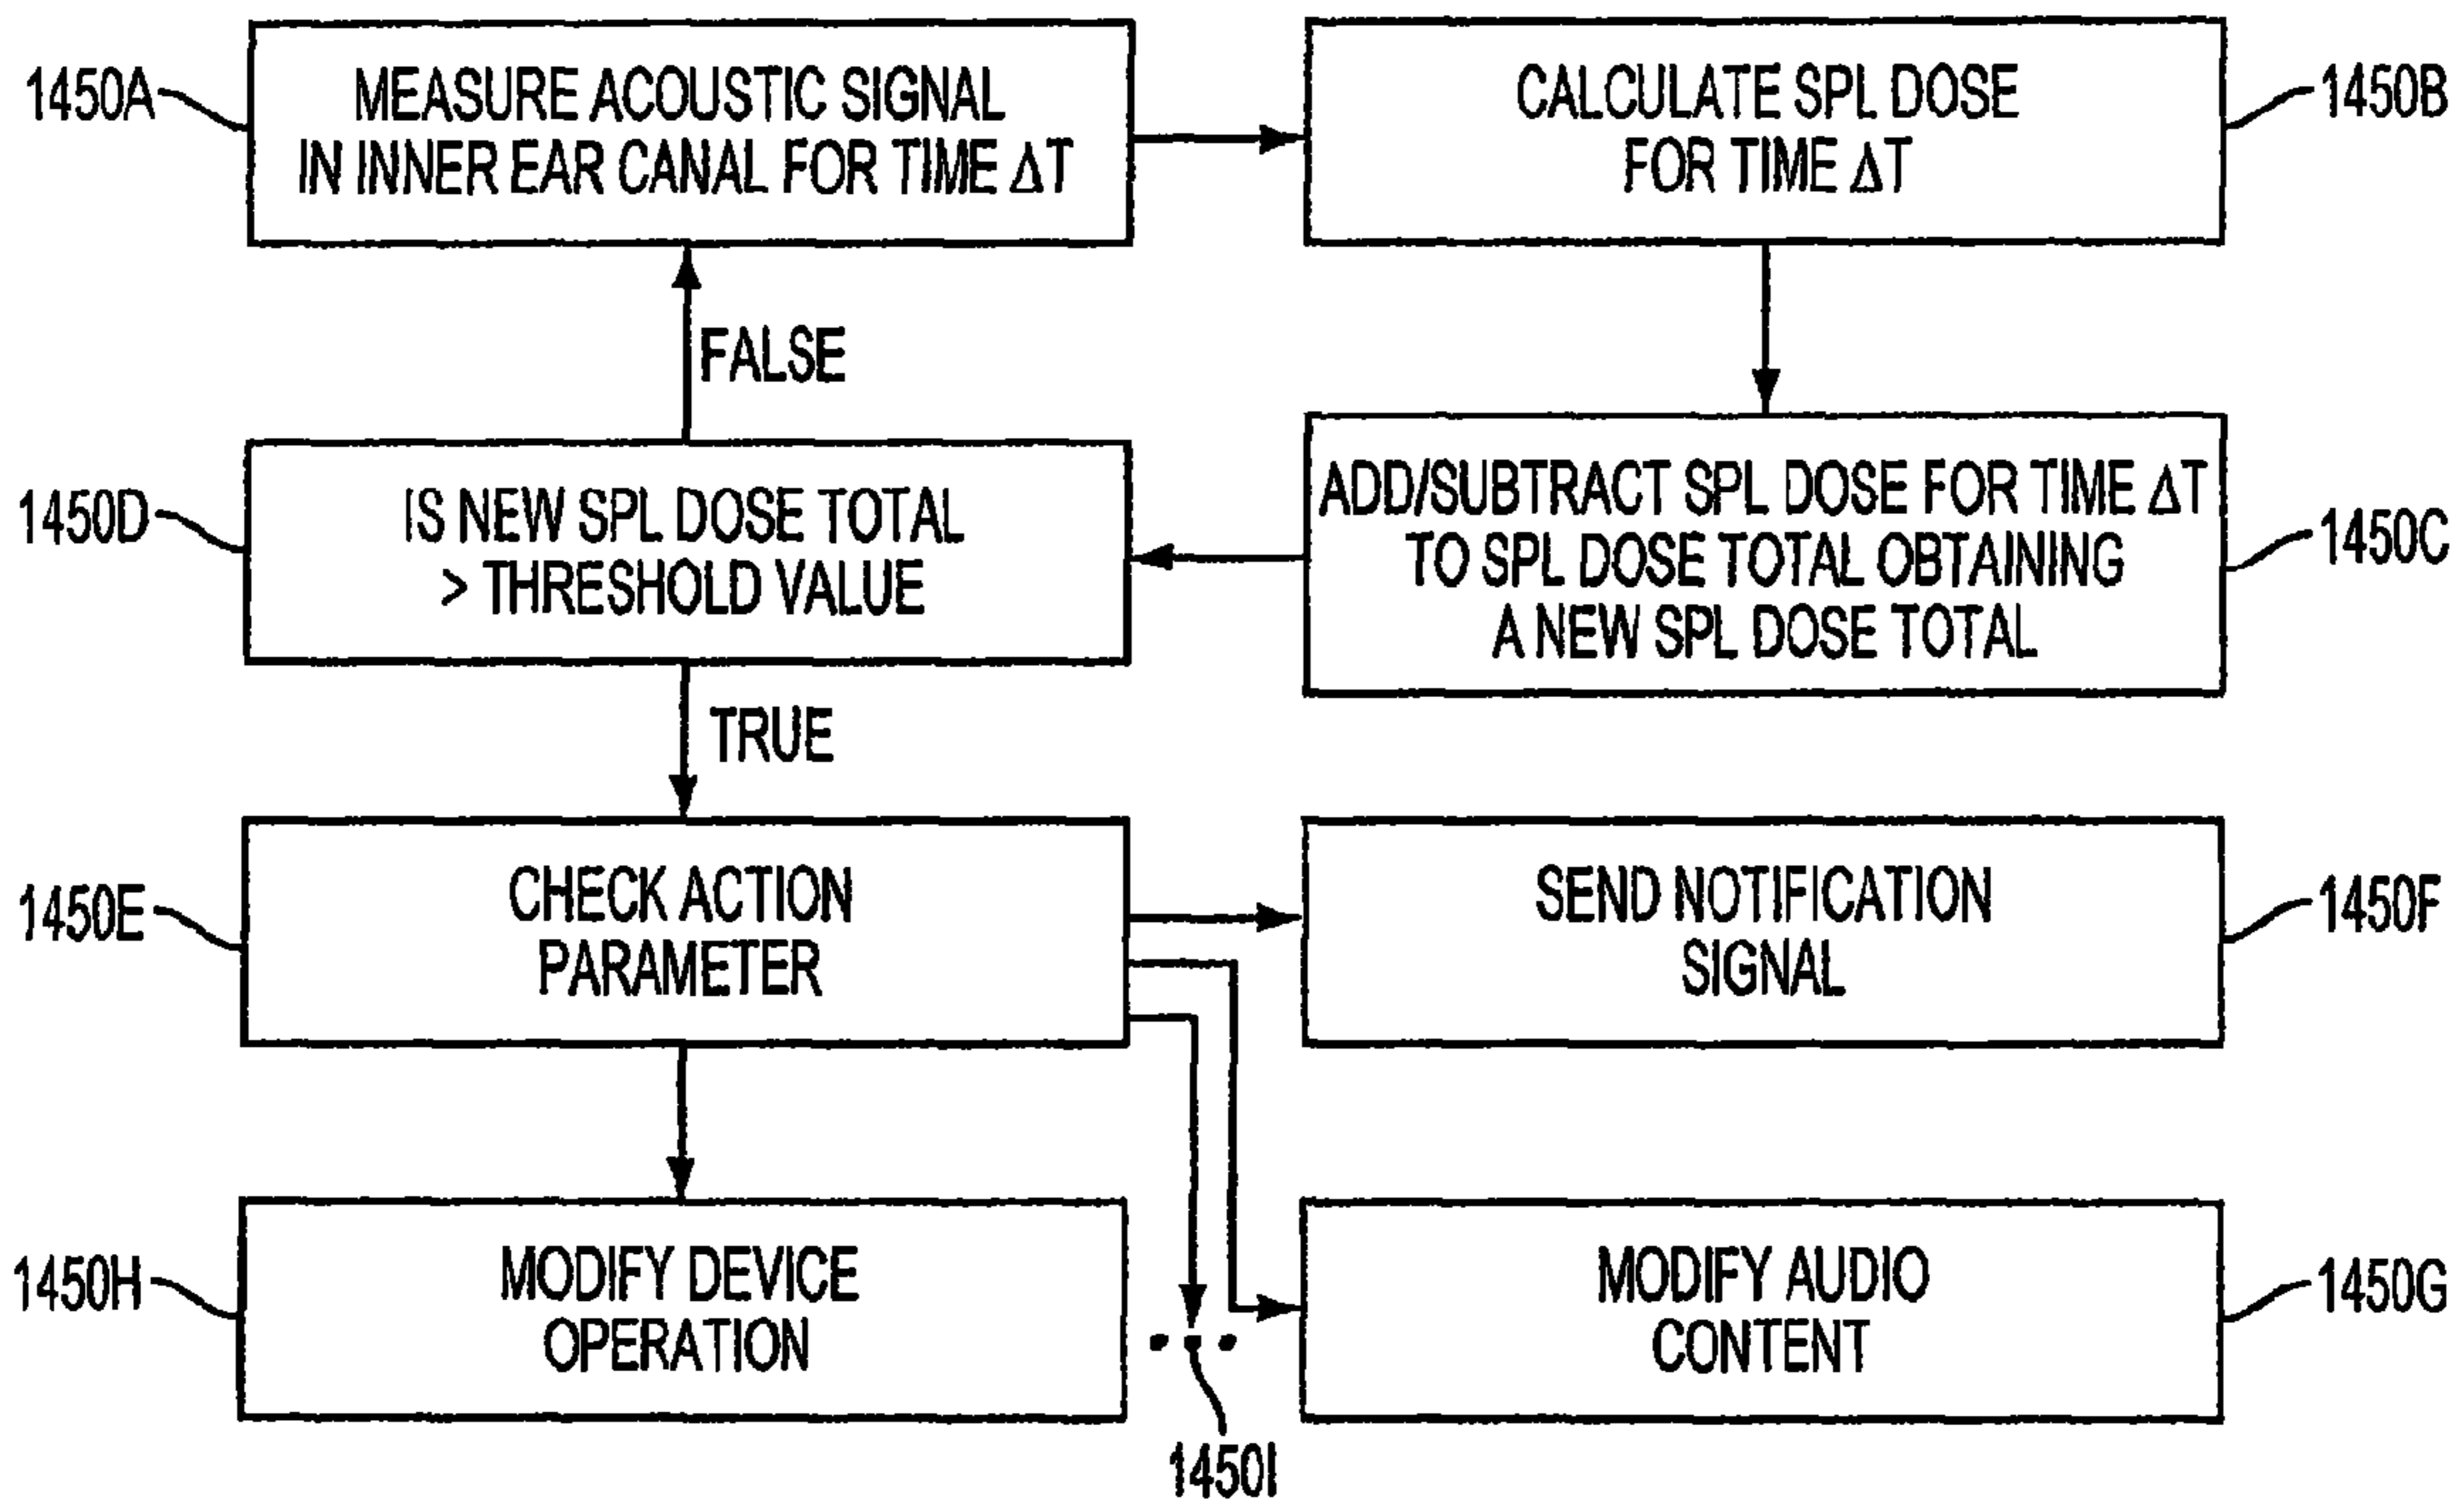 1450A
MEASURE ACOUSTIC SIGNAL
IN INNER EAR CANAL FOR TIME ΔT
CALCULATE SPL DOSE
FOR TIME ΔT
1450B
FALSE
1450D
IS NEW SPL DOSE TOTAL
> THRESHOLD VALUE
ADD/SUBTRACT SPL DOSE FOR TIME ΔT
TO SPL DOSE TOTAL OBTAINING
A NEW SPL DOSE TOTAL
1450C
TRUE
1450E
CHECK ACTION
PARAMETER
SEND NOTIFICATION
SIGNAL
1450F
1450H
MODIFY DEVICE
OPERATION
MODIFY AUDIO
CONTENT
1450G
1450I